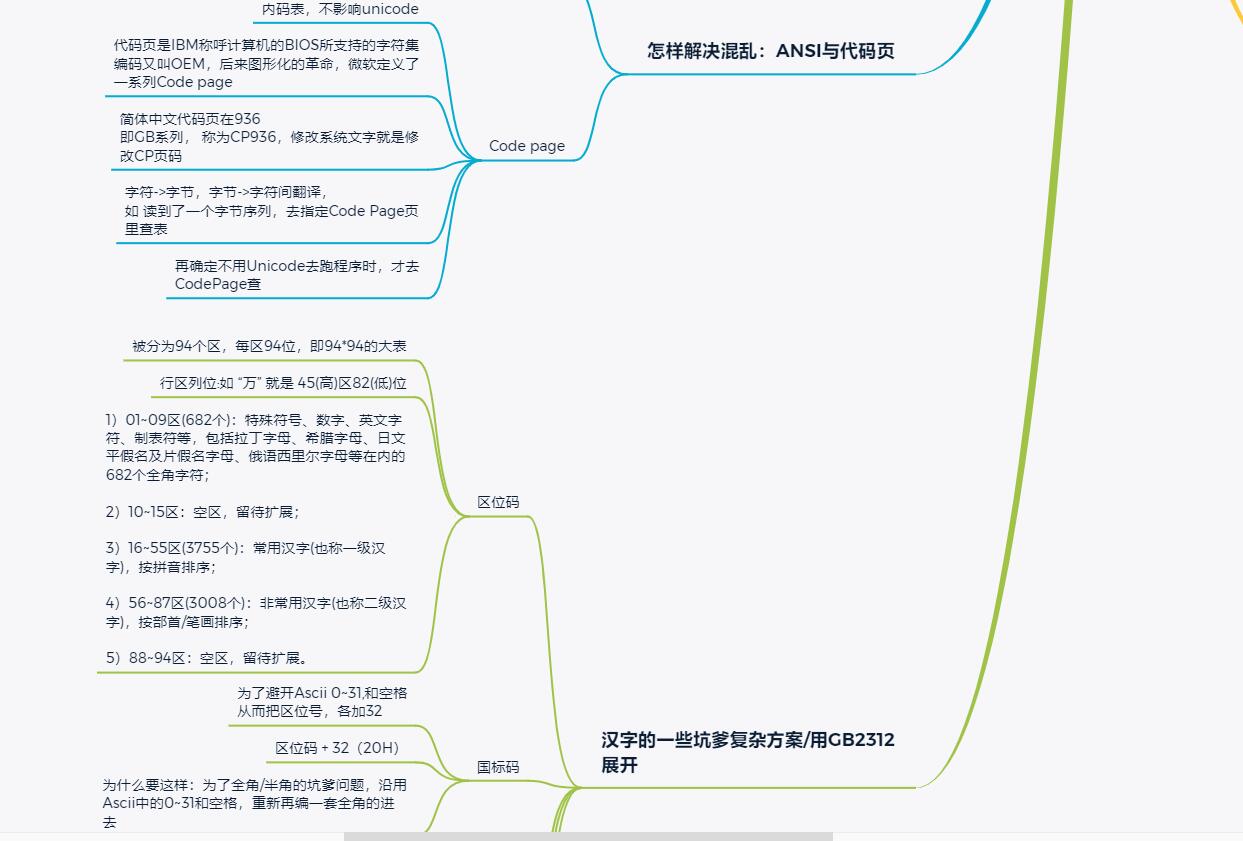 内码表，不影响unicode
代码页是IBM称呼计算机的BIOS所支持的字符集
编码又叫OEM，后来图形化的革命，微软定义了
一系列Code page
简体中文代码页在936
即GB系列， 称为CP936，修改系统文字就是修
改CP页码
字符->字节，字节->字符间翻译，
如 读到了一个字节序列，去指定Code Page页
里查表
再确定不用Unicode去跑程序时，才去
CodePage查
Code page
怎样解决混乱：ANSI与代码页
被分为94个区，每区94位，即94*94的大表
行区列位:如 “万” 就是 45(高)区82(低)位
1）01~09区(682个)：特殊符号、数字、英文字
符、制表符等，包括拉丁字母、希腊字母、日文
平假名及片假名字母、俄语西里尔字母等在内的
682个全角字符；
2）10~15区：空区，留待扩展；
3）16~55区(3755个)：常用汉字(也称一级汉
字)，按拼音排序；
4）56~87区(3008个)：非常用汉字(也称二级汉
字)，按部首/笔画排序；
5）88~94区：空区，留待扩展。
区位码
为了避开Ascii 0~31,和空格
从而把区位号，各加32
区位码 + 32（20H）
为什么要这样：为了全角/半角的坑爹问题，沿用
Ascii中的0~31和空格，重新再编一套全角的进
去
国标码
汉字的一些坑爹复杂方案/用GB2312
展开